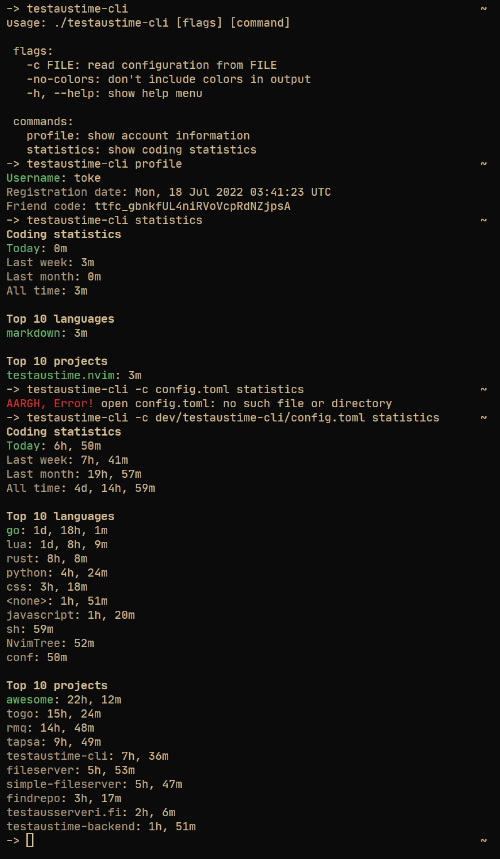 -> testaustime-cli ~
usage: ./testaustime-cli [flags] [command]
flags:
-c FILE: read configuration from FILE
-no-colors: don't include colors in output
-h, --help: show help menu
commands:
profile: show account information
statistics: show coding statistics
-> testaustime-cli profile ~
Username: toke
Registration date: Mon, 18 Jul 2022 03:41:23 UTC
Friend code: ttfc_gbnkfUL4niRVoVcpRdNZjpsA
-> testaustime-cli statistics ~
Coding statistics
Today: 0m
Last week: 3m
Last month: 0m
All time: 3m
Top 10 languages
markdown: 3m
Top 10 projects
testaustime.nvim: 3m
-> testaustime-cli -c config.toml statistics ~
AARGH, Error! open config.toml: no such file or directory
-> testaustime-cli -c dev/testaustime-cli/config.toml statistics ~
Coding statistics
Today: 6h, 50m
Last week: 7h, 41m
Last month: 19h, 57m
All time: 4d, 14h, 59m
Top 10 languages
go: 1d, 18h, 1m
lua: 1d, 8h, 9m
rust: 8h, 8m
python: 4h, 24m
css: 3h, 18m
<none>: 1h, 51m
javascript: 1h, 20m
sh: 59m
NvimTree: 52m
conf: 50m
Top 10 projects
awesome: 22h, 12m
togo: 15h, 24m
rmq: 14h, 48m
tapsa: 9h, 49m
testaustime-cli: 7h, 36m
fileserver: 5h, 53m
simple-fileserver: 5h, 47m
findrepo: 3h, 17m
testausserveri.fi: 2h, 6m
testaustime-backend: 1h, 51m
-> ~